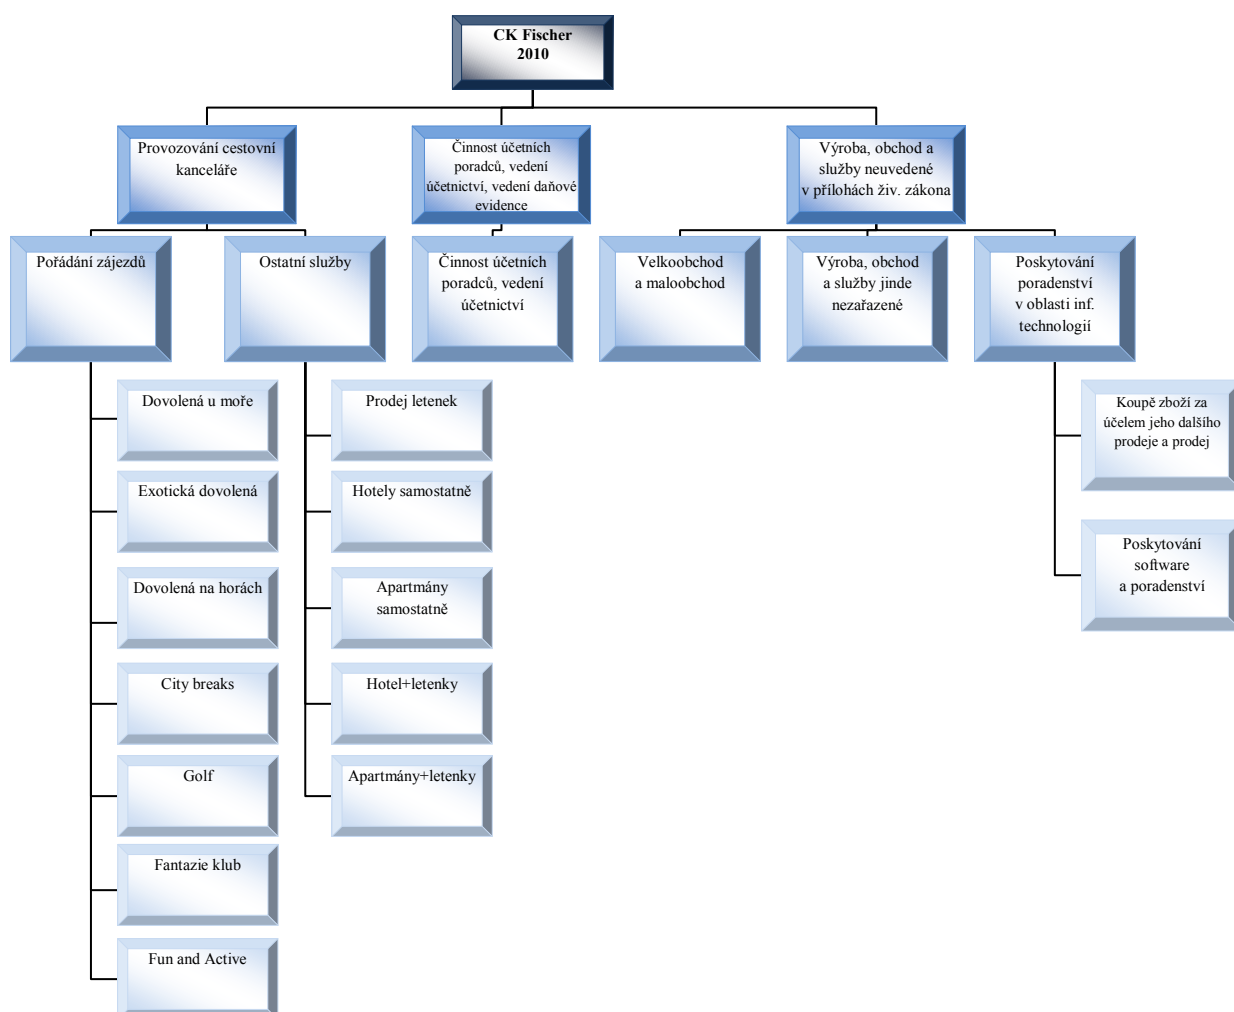 CK Fischer
2010
Provozování cestovní
kanceláře
Činnost účetních
poradců, vedení
účetnictví, vedení daňové
evidence
Výroba, obchod a
služby neuvedené
v přílohách živ. zákona
Pořádání zájezdů
Ostatní služby
Činnost účetních
poradců, vedení
účetnictví
Velkoobchod
a maloobchod
Výroba, obchod
a služby jinde
nezařazené
Poskytování
poradenství
v oblasti inf.
technologií
Dovolená u moře
Exotická dovolená
Dovolená na horách
City breaks
Golf
Fantazie klub
Fun and Active
Prodej letenek
Hotely samostatně
Apartmány
samostatně
Hotel+letenky
Apartmány+letenky
Koupě zboží za
účelem jeho dalšího
prodeje a prodej
Poskytování
software
a poradenství